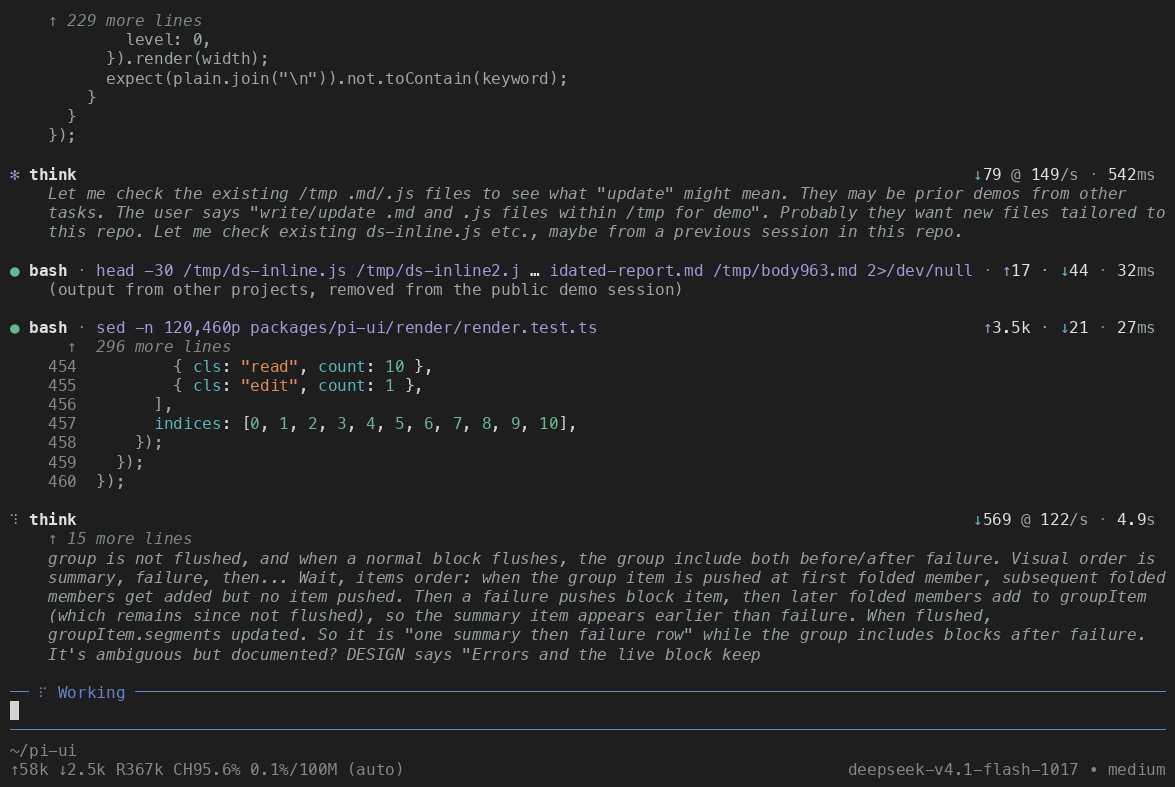 ↑ 229 more lines
level: 0,
}).render(width);
expect(plain.join("\n")).not.toContain(keyword);
}
}
});
✻ think ↓79 @ 149/s · 542ms
Let me check the existing /tmp .md/.js files to see what "update" might mean. They may be prior demos from other
tasks. The user says "write/update .md and .js files within /tmp for demo". Probably they want new files tailored to
this repo. Let me check existing ds-inline.js etc., maybe from a previous session in this repo.
● bash · head -30 /tmp/ds-inline.js /tmp/ds-inline2.j … idated-report.md /tmp/body963.md 2>/dev/null · ↑17 · ↓44 · 32ms
(output from other projects, removed from the public demo session)
● bash · sed -n 120,460p packages/pi-ui/render/render.test.ts ↑3.5k · ↓21 · 27ms
↑ 296 more lines
454 { cls: "read", count: 10 },
455 { cls: "edit", count: 1 },
456 ],
457 indices: [0, 1, 2, 3, 4, 5, 6, 7, 8, 9, 10],
458 });
459 });
460 });
think ↓569 @ 122/s · 4.9s
↑ 15 more lines
group is not flushed, and when a normal block flushes, the group include both before/after failure. Visual order is
summary, failure, then... Wait, items order: when the group item is pushed at first folded member, subsequent folded
members get added but no item pushed. Then a failure pushes block item, then later folded members add to groupItem
(which remains since not flushed), so the summary item appears earlier than failure. When flushed,
groupItem.segments updated. So it is "one summary then failure row" while the group includes blocks after failure.
It's ambiguous but documented? DESIGN says "Errors and the live block keep
Working
~/pi-ui
↑58k ↓2.5k R367k CH95.6% 0.1%/100M (auto) deepseek-v4.1-flash-1017 • medium